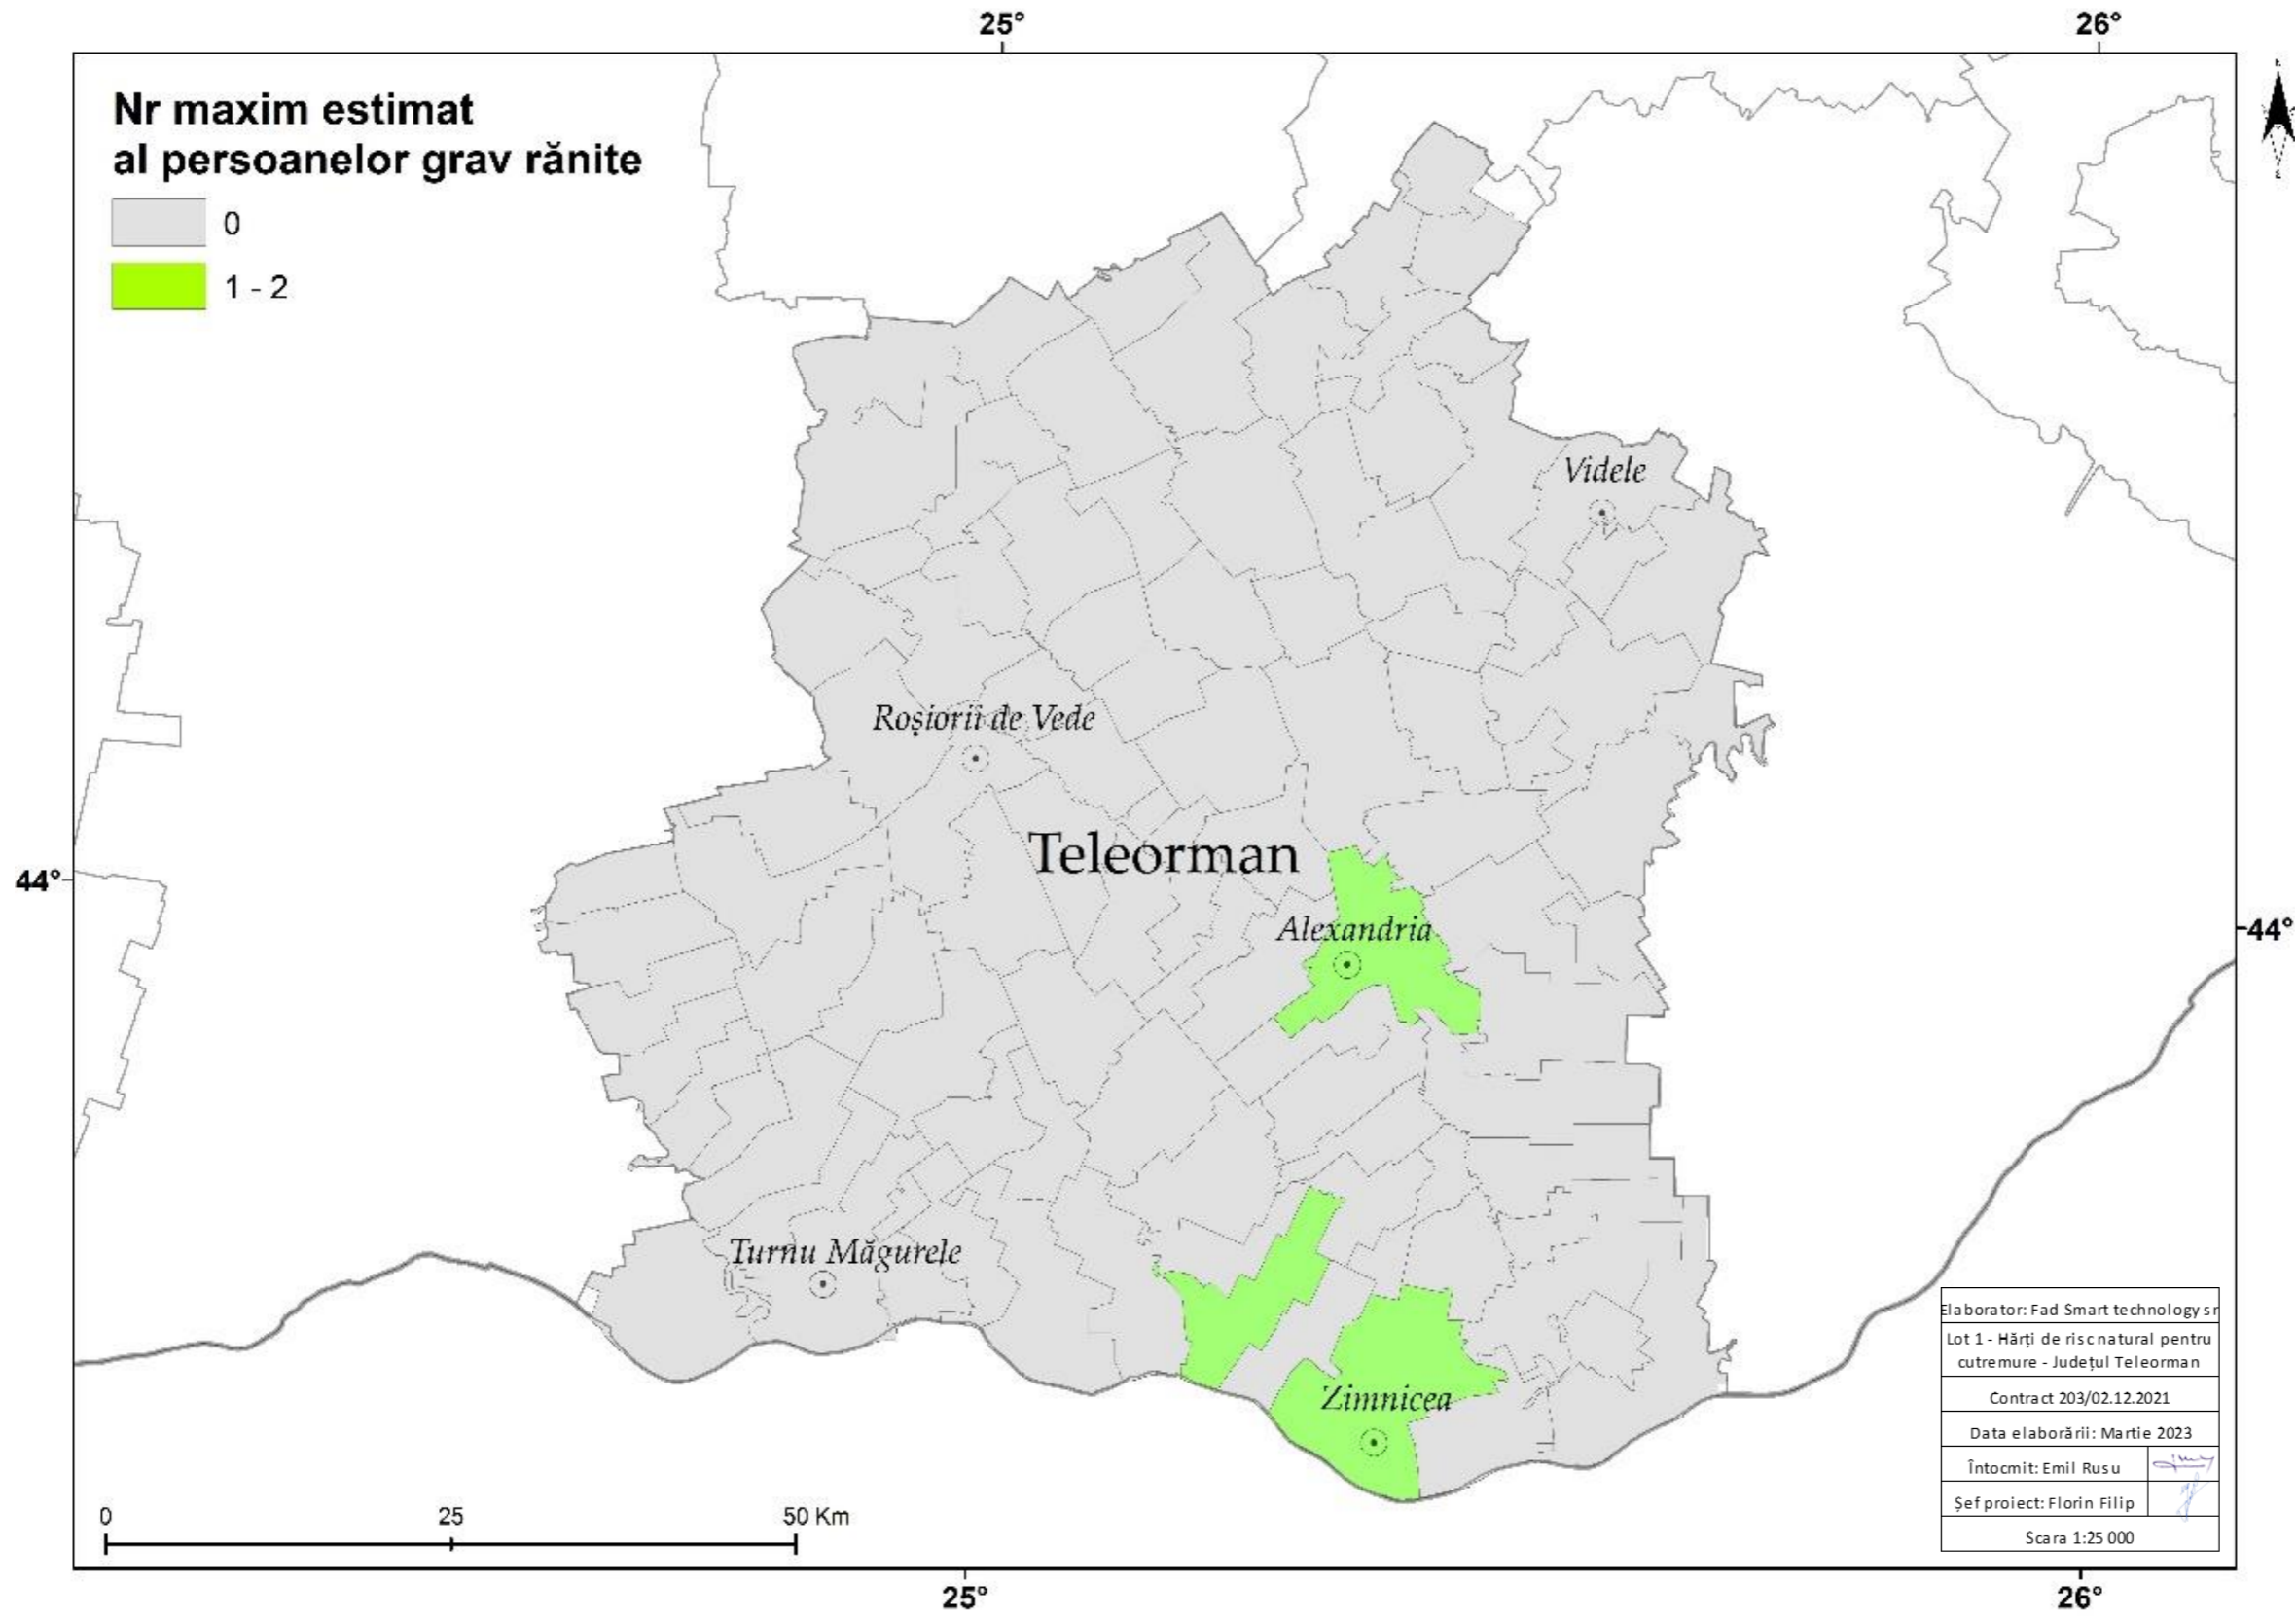 25°
26°
Nr maxim estimat
al persoanelor grav rănite
0
1 - 2
Videle
Roșiorii de Vede
Teleorman
44°
Alexandria
44°
Turnu Măgurele
Zimnicea
Elaborator: Fad Smart technology sr
Lot 1 - Hărți de risc natural pentru
cutremure - Județul Teleorman
Contract 203/02.12.2021
Data elaborării: Martie 2023
Întocmit: Emil Rusu
Șef proiect: Florin Filip
Scara 1:25 000
0 25 50 Km
25°
26°